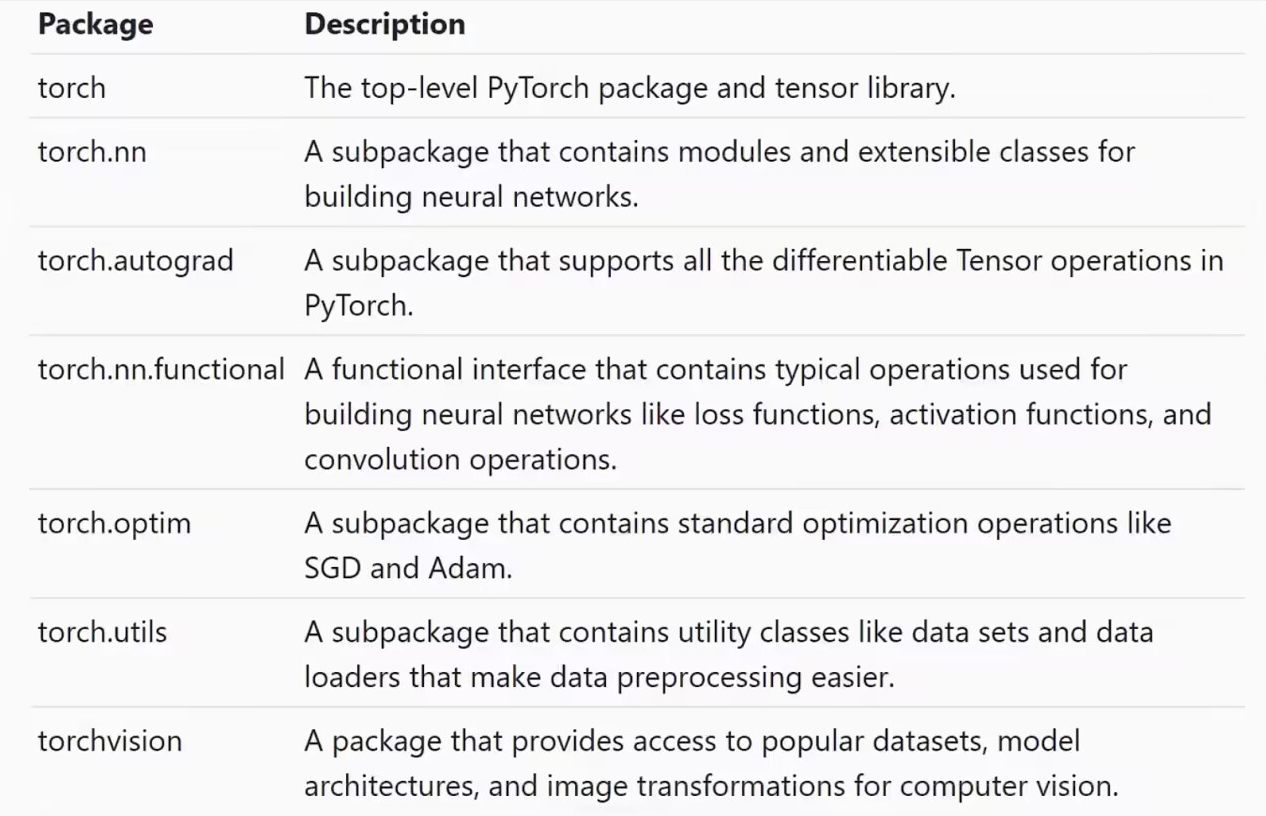 Package Description
torch The top-level PyTorch package and tensor library.
torch.nn A subpackage that contains modules and extensible classes for
building neural networks.
torch.autograd A subpackage that supports all the differentiable Tensor operations in
PyTorch.
torch.nn.functional A functional interface that contains typical operations used for
building neural networks like loss functions, activation functions, and
convolution operations.
torch.optim A subpackage that contains standard optimization operations like
SGD and Adam.
torch.utils A subpackage that contains utility classes like data sets and data
loaders that make data preprocessing easier.
torchvision A package that provides access to popular datasets, model
architectures, and image transformations for computer vision.